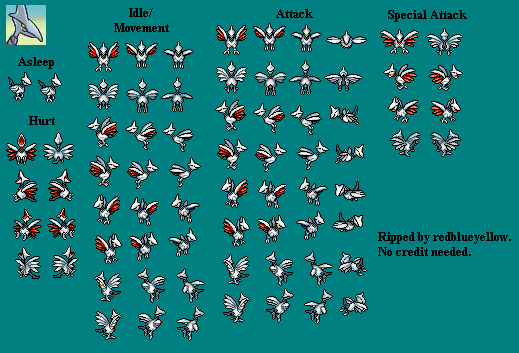 Idle/
Movement
Attack
Special Attack
Asleep
Hurt
Ripped by redblueyellow.
No credit needed.